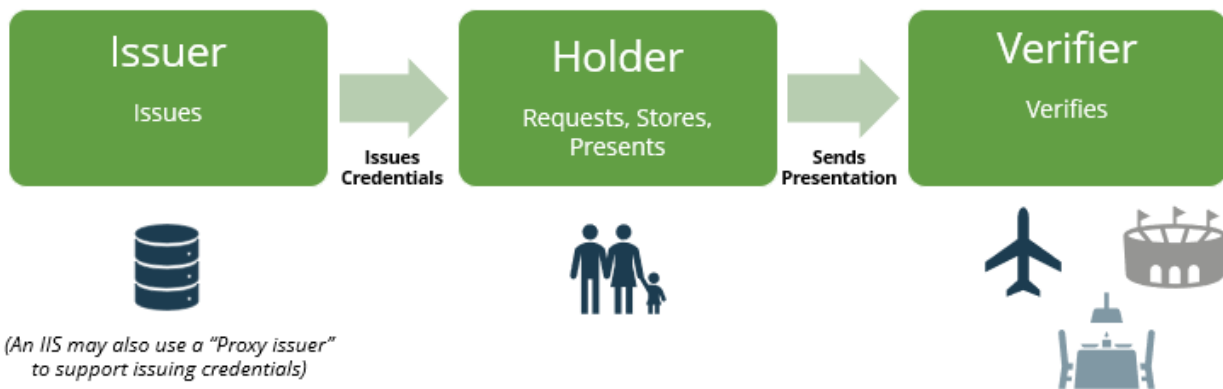 Issuer
Issues
Issues
Credentials
Holder
Requests, Stores,
Presents
Sends
Presentation
Verifier
Verifies
(An IIS may also use a “Proxy issuer”
to support issuing credentials)